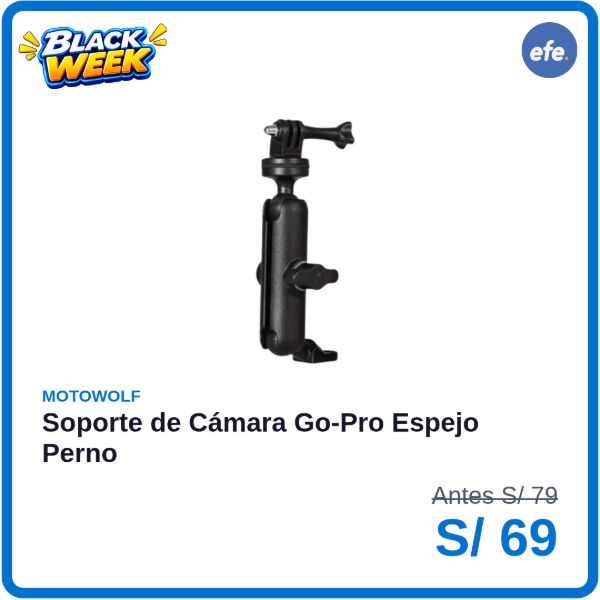 BLACK
WEEK
efe.
MOTOWOLF
Soporte de Cámara Go-Pro Espejo
Perno
Antes S/ 79
S/ 69